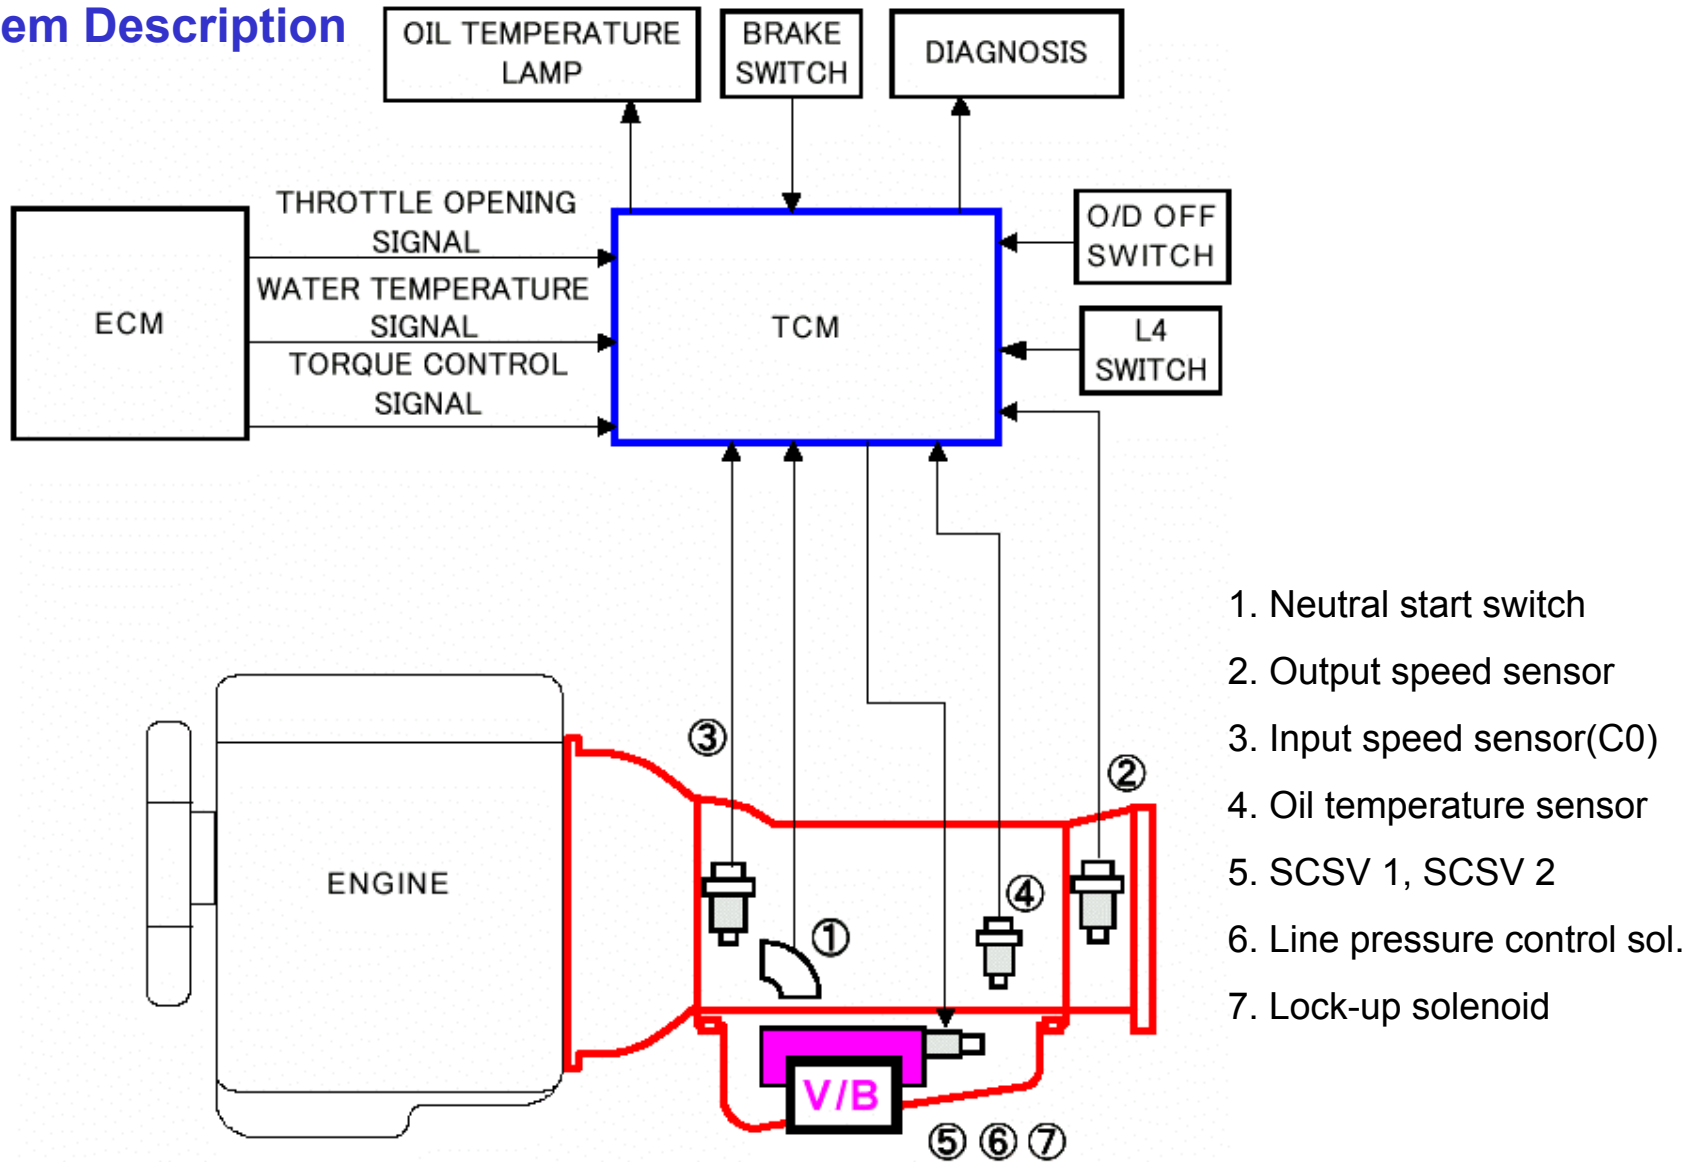 em Description
OIL TEMPERATURE
LAMP
BRAKE
SWITCH
DIAGNOSIS
THROTTLE OPENING
SIGNAL
WATER TEMPERATURE
SIGNAL
TORQUE CONTROL
SIGNAL
ECM
TCM
O/D OFF
SWITCH
L4
SWITCH
ENGINE
③
①
④
②
V/B
⑤ ⑥ ⑦
1. Neutral start switch
2. Output speed sensor
3. Input speed sensor(C0)
4. Oil temperature sensor
5. SCSV 1, SCSV 2
6. Line pressure control sol.
7. Lock-up solenoid